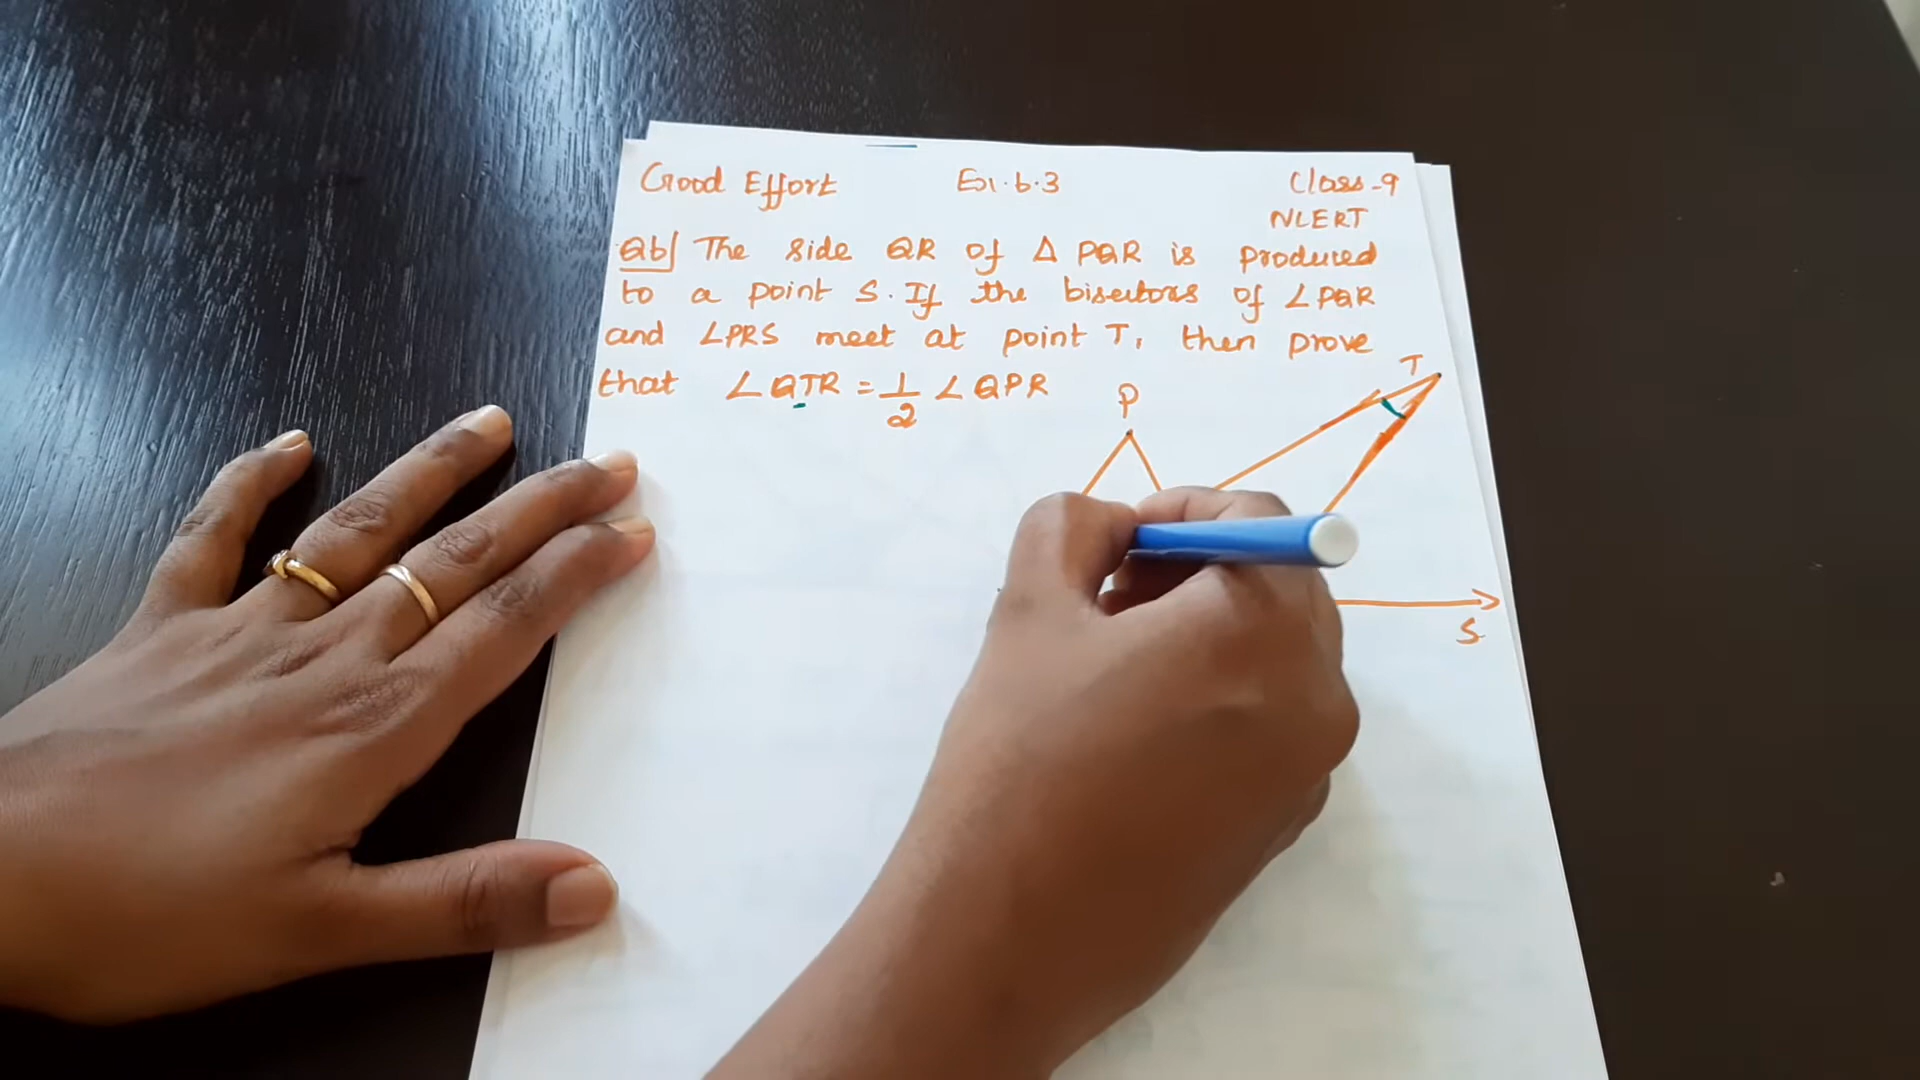 Good Effort Ex.6.3 Class-9
NCERT
Q6] The side QR of Δ PQR is produced
to a point S. If the bisectors of ∠PQR
and ∠PRS meet at point T, then prove
that ∠QTR = 1/2 ∠QPR
P
T
S